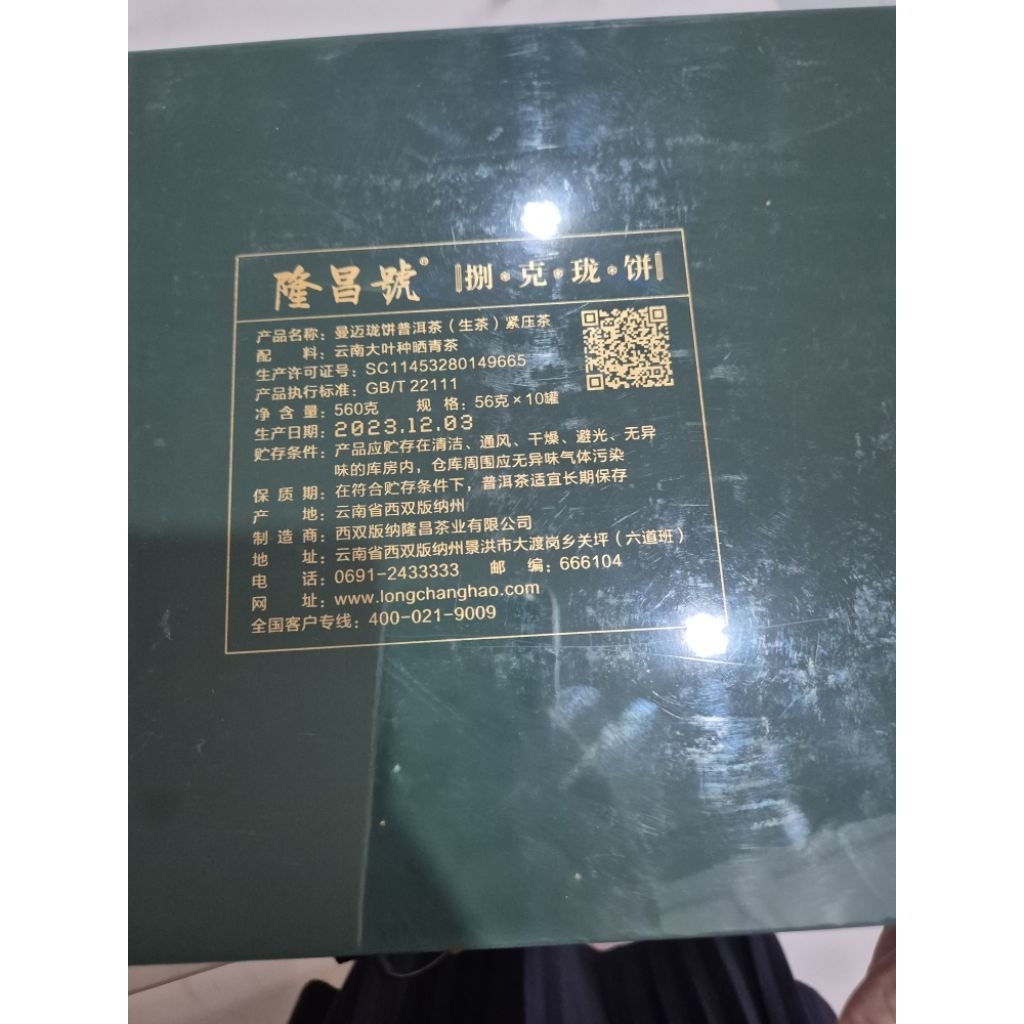 隆昌號® 捌·克·珑·饼
产品名称：曼迈珑饼普洱茶（生茶）紧压茶
配料：云南大叶种晒青茶
生产许可证号：SC11453280149665
产品执行标准：GB/T 22111
净含量：560克 规格：56克×10罐
生产日期：2023.12.03
贮存条件：产品应贮存在清洁、通风、干燥、避光、无异
味的库房内，仓库周围应无异味气体污染
保质期：在符合贮存条件下，普洱茶适宜长期保存
产地：云南省西双版纳州
制造商：西双版纳隆昌茶业有限公司
地址：云南省西双版纳州景洪市大渡岗乡关坪（六道班）
电话：0691-2433333 邮编：666104
网址：www.longchanghao.com
全国客户专线：400-021-9009